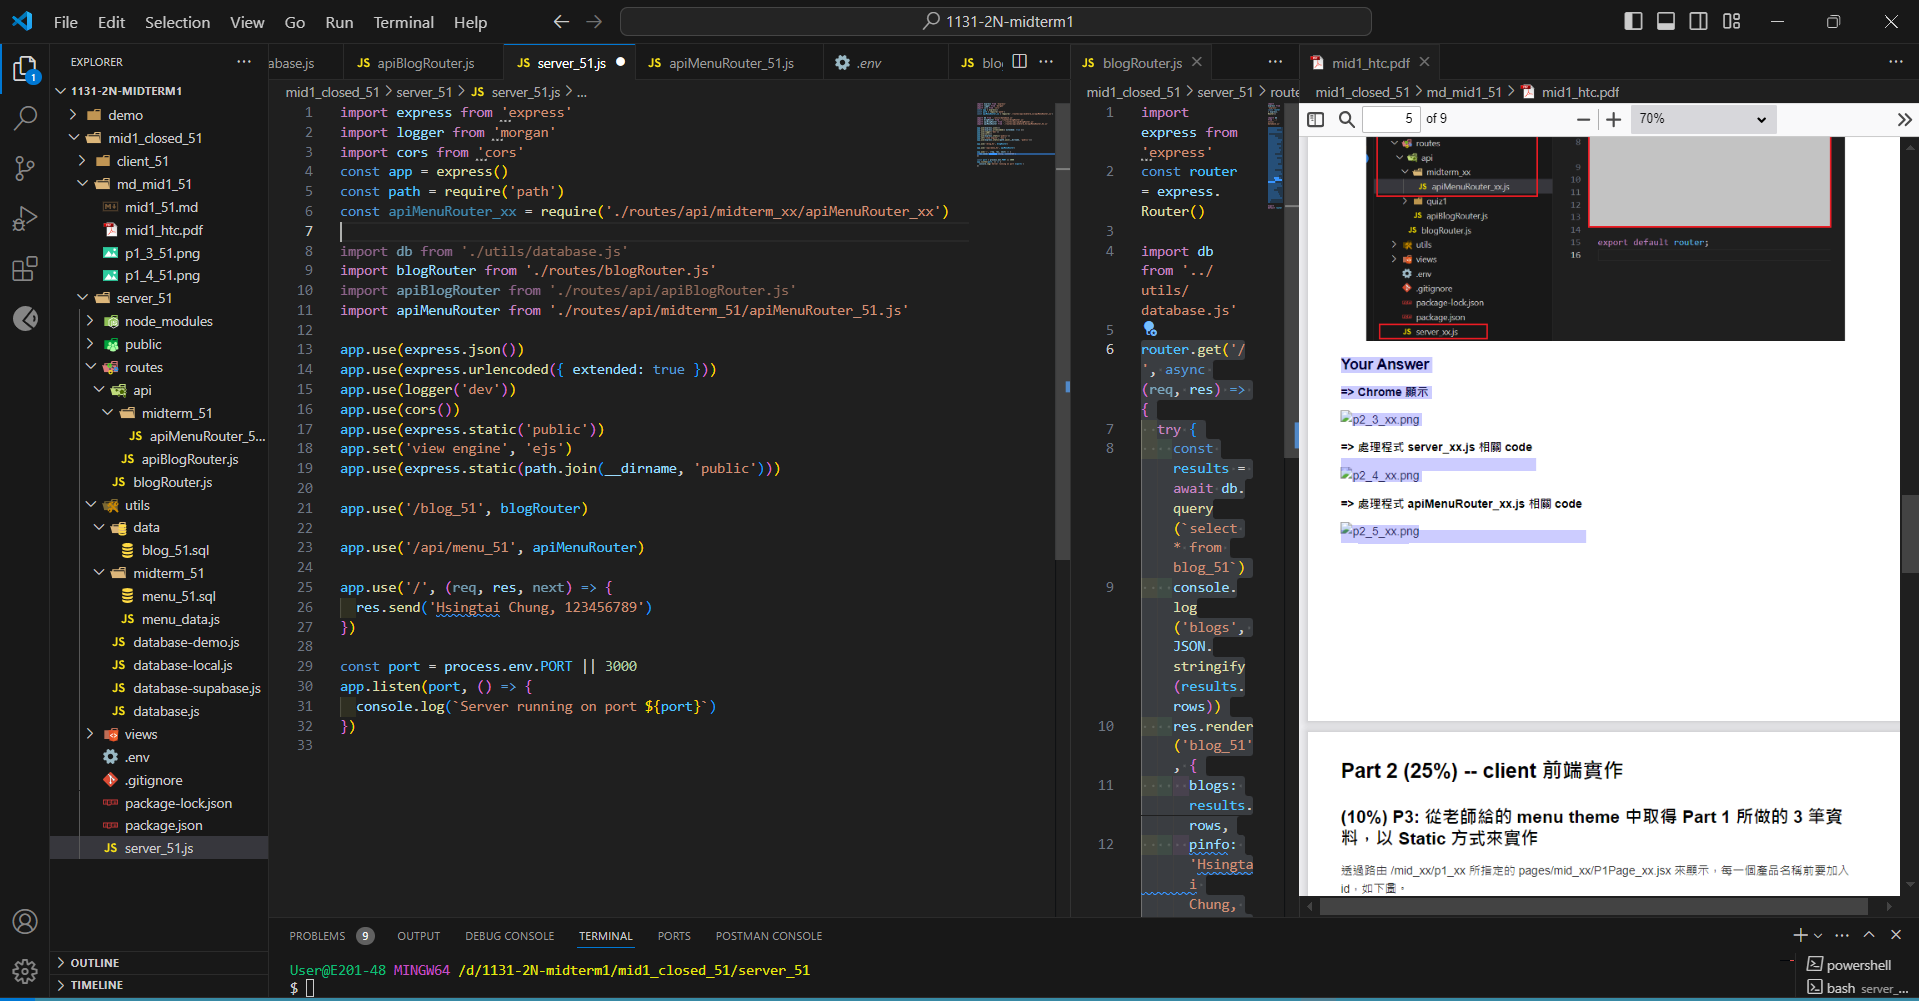 File Edit Selection View Go Run Terminal Help
1131-2N-midterm1
EXPLORER
1131-2N-MIDTERM1
demo
mid1_closed_51
client_51
md_mid1_51
mid1_51.md
mid1_htc.pdf
p1_3_51.png
p1_4_51.png
server_51
node_modules
public
routes
api
midterm_51
apiMenuRouter_5...
apiBlogRouter.js
blogRouter.js
utils
data
blog_51.sql
midterm_51
menu_51.sql
menu_data.js
database-demo.js
database-local.js
database-supabase.js
database.js
views
.env
.gitignore
package-lock.json
package.json
server_51.js
OUTLINE
TIMELINE
abase.js apiBlogRouter.js server_51.js apiMenuRouter_51.js .env blo
mid1_closed_51 > server_51 > server_51.js > ...
1 import express from 'express'
2 import logger from 'morgan'
3 import cors from 'cors'
4 const app = express()
5 const path = require('path')
6 const apiMenuRouter_xx = require('./routes/api/midterm_xx/apiMenuRouter_xx')
7
8 import db from './utils/database.js'
9 import blogRouter from './routes/blogRouter.js'
10 import apiBlogRouter from './routes/api/apiBlogRouter.js'
11 import apiMenuRouter from './routes/api/midterm_51/apiMenuRouter_51.js'
12
13 app.use(express.json())
14 app.use(express.urlencoded({ extended: true }))
15 app.use(logger('dev'))
16 app.use(cors())
17 app.use(express.static('public'))
18 app.set('view engine', 'ejs')
19 app.use(express.static(path.join(__dirname, 'public')))
20
21 app.use('/blog_51', blogRouter)
22
23 app.use('/api/menu_51', apiMenuRouter)
24
25 app.use('/', (req, res, next) => {
26 res.send('Hsingtai Chung, 123456789')
27 })
28
29 const port = process.env.PORT || 3000
30 app.listen(port, () => {
31 console.log(`Server running on port ${port}`)
32 })
33
blogRouter.js
mid1_closed_51 > server_51 > route
1 import
express from
'express'
2 const router
= express.
Router()
3
4 import db
from '../
utils/
database.js'
5
6 router.get('/
', async
(req, res) =>
{
7 try {
8 const
results =
await db.
query
(`select
* from
blog_51`)
9 console.
log
('blogs',
JSON.
stringify
(results.
rows))
10 res.render
('blog_51'
, {
11 blogs:
results.
rows,
12 pinfo:
'Hsingta
i
Chung,
mid1_htc.pdf
mid1_closed_51 > md_mid1_51 > mid1_htc.pdf
5 of 9 70%
routes
api
midterm_xx
apiMenuRouter_xx.js
quiz1
apiBlogRouter.js
blogRouter.js
utils
views
.env
.gitignore
package-lock.json
package.json
server_xx.js
8
9
10
11
12
13
14
15 export default router;
16
Your Answer
=> Chrome 顯示
p2_3_xx.png
=> 處理程式 server_xx.js 相關 code
p2_4_xx.png
=> 處理程式 apiMenuRouter_xx.js 相關 code
p2_5_xx.png
Part 2 (25%) -- client 前端實作
(10%) P3: 從老師給的 menu theme 中取得 Part 1 所做的 3 筆資
料，以 Static 方式來實作
透過路由 /mid_xx/p1_xx 所指定的 pages/mid_xx/P1Page_xx.jsx 來顯示，每一個產品名稱前要加入
id，如下圖。
PROBLEMS 9 OUTPUT DEBUG CONSOLE TERMINAL PORTS POSTMAN CONSOLE
User@E201-48 MINGW64 /d/1131-2N-midterm1/mid1_closed_51/server_51
$
powershell
bash server_...
1